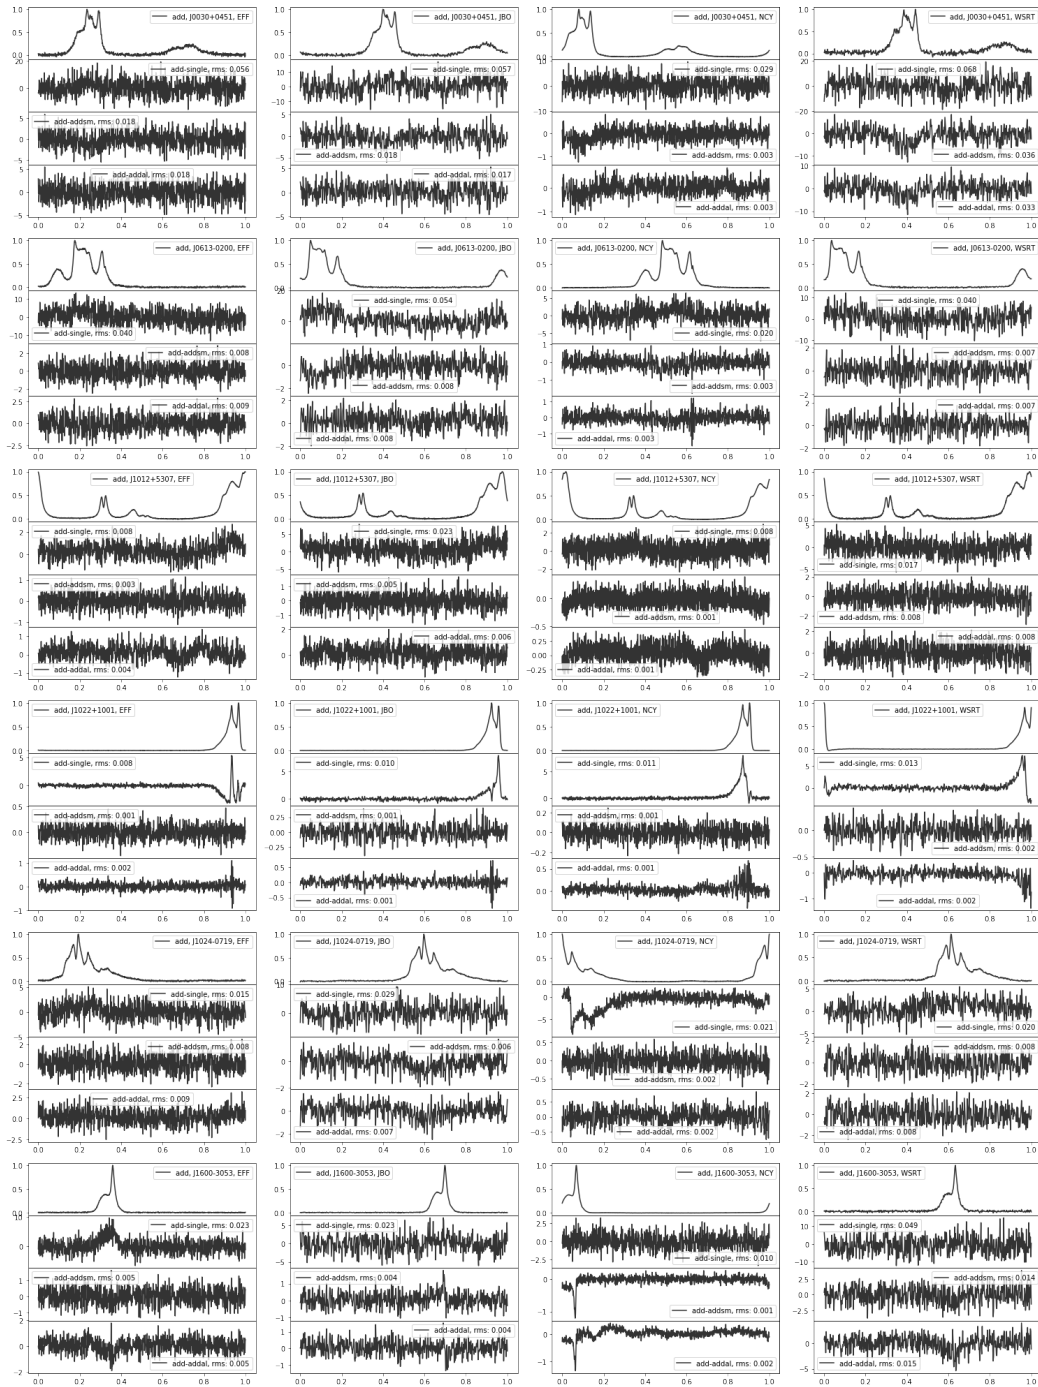 add, J0030+0451, EFF
add-single, rms: 0.056
add-addsm, rms: 0.018
add-addal, rms: 0.018
add, J0030+0451, JBO
add-single, rms: 0.057
add-addsm, rms: 0.018
add-addal, rms: 0.017
add, J0030+0451, NCY
add-single, rms: 0.029
add-addsm, rms: 0.003
add-addal, rms: 0.003
add, J0030+0451, WSRT
add-single, rms: 0.068
add-addsm, rms: 0.036
add-addal, rms: 0.033
add, J0613-0200, EFF
add-single, rms: 0.040
add-addsm, rms: 0.008
add-addal, rms: 0.009
add, J0613-0200, JBO
add-single, rms: 0.054
add-addsm, rms: 0.008
add-addal, rms: 0.008
add, J0613-0200, NCY
add-single, rms: 0.020
add-addsm, rms: 0.003
add-addal, rms: 0.003
add, J0613-0200, WSRT
add-single, rms: 0.040
add-addsm, rms: 0.007
add-addal, rms: 0.007
add, J1012+5307, EFF
add-single, rms: 0.008
add-addsm, rms: 0.003
add-addal, rms: 0.004
add, J1012+5307, JBO
add-single, rms: 0.023
add-addsm, rms: 0.005
add-addal, rms: 0.006
add, J1012+5307, NCY
add-single, rms: 0.008
add-addsm, rms: 0.001
add-addal, rms: 0.001
add, J1012+5307, WSRT
add-single, rms: 0.017
add-addsm, rms: 0.008
add-addal, rms: 0.008
add, J1022+1001, EFF
add-single, rms: 0.008
add-addsm, rms: 0.001
add-addal, rms: 0.002
add, J1022+1001, JBO
add-single, rms: 0.010
add-addsm, rms: 0.001
add-addal, rms: 0.001
add, J1022+1001, NCY
add-single, rms: 0.011
add-addsm, rms: 0.001
add-addal, rms: 0.001
add, J1022+1001, WSRT
add-single, rms: 0.013
add-addsm, rms: 0.002
add-addal, rms: 0.002
add, J1024-0719, EFF
add-single, rms: 0.015
add-addsm, rms: 0.008
add-addal, rms: 0.009
add, J1024-0719, JBO
add-single, rms: 0.029
add-addsm, rms: 0.006
add-addal, rms: 0.007
add, J1024-0719, NCY
add-single, rms: 0.021
add-addsm, rms: 0.002
add-addal, rms: 0.002
add, J1024-0719, WSRT
add-single, rms: 0.020
add-addsm, rms: 0.008
add-addal, rms: 0.008
add, J1600-3053, EFF
add-single, rms: 0.023
add-addsm, rms: 0.005
add-addal, rms: 0.005
add, J1600-3053, JBO
add-single, rms: 0.023
add-addsm, rms: 0.004
add-addal, rms: 0.004
add, J1600-3053, NCY
add-single, rms: 0.010
add-addsm, rms: 0.001
add-addal, rms: 0.002
add, J1600-3053, WSRT
add-single, rms: 0.049
add-addsm, rms: 0.014
add-addal, rms: 0.015
0.0 0.2 0.4 0.6 0.8 1.0